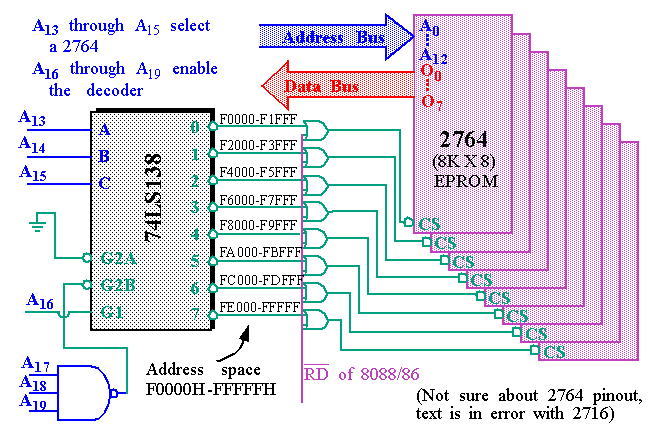 A13 through A15 select
a 2764
A16 through A19 enable
the decoder
Address Bus
Data Bus
A0
A12
O0
O7
2764
(8K X 8)
EPROM
A13
A14
A15
A
B
C
74LS138
G2A
G2B
G1
A16
A17
A18
A19
0 F0000-F1FFF
1 F2000-F3FFF
2 F4000-F5FFF
3 F6000-F7FFF
4 F8000-F9FFF
5 FA000-FBFFF
6 FC000-FDFFF
7 FE000-FFFFF
CS
CS
CS
CS
CS
CS
CS
CS
Address space
F0000H-FFFFFH
RD of 8088/86
(Not sure about 2764 pinout,
text is in error with 2716)